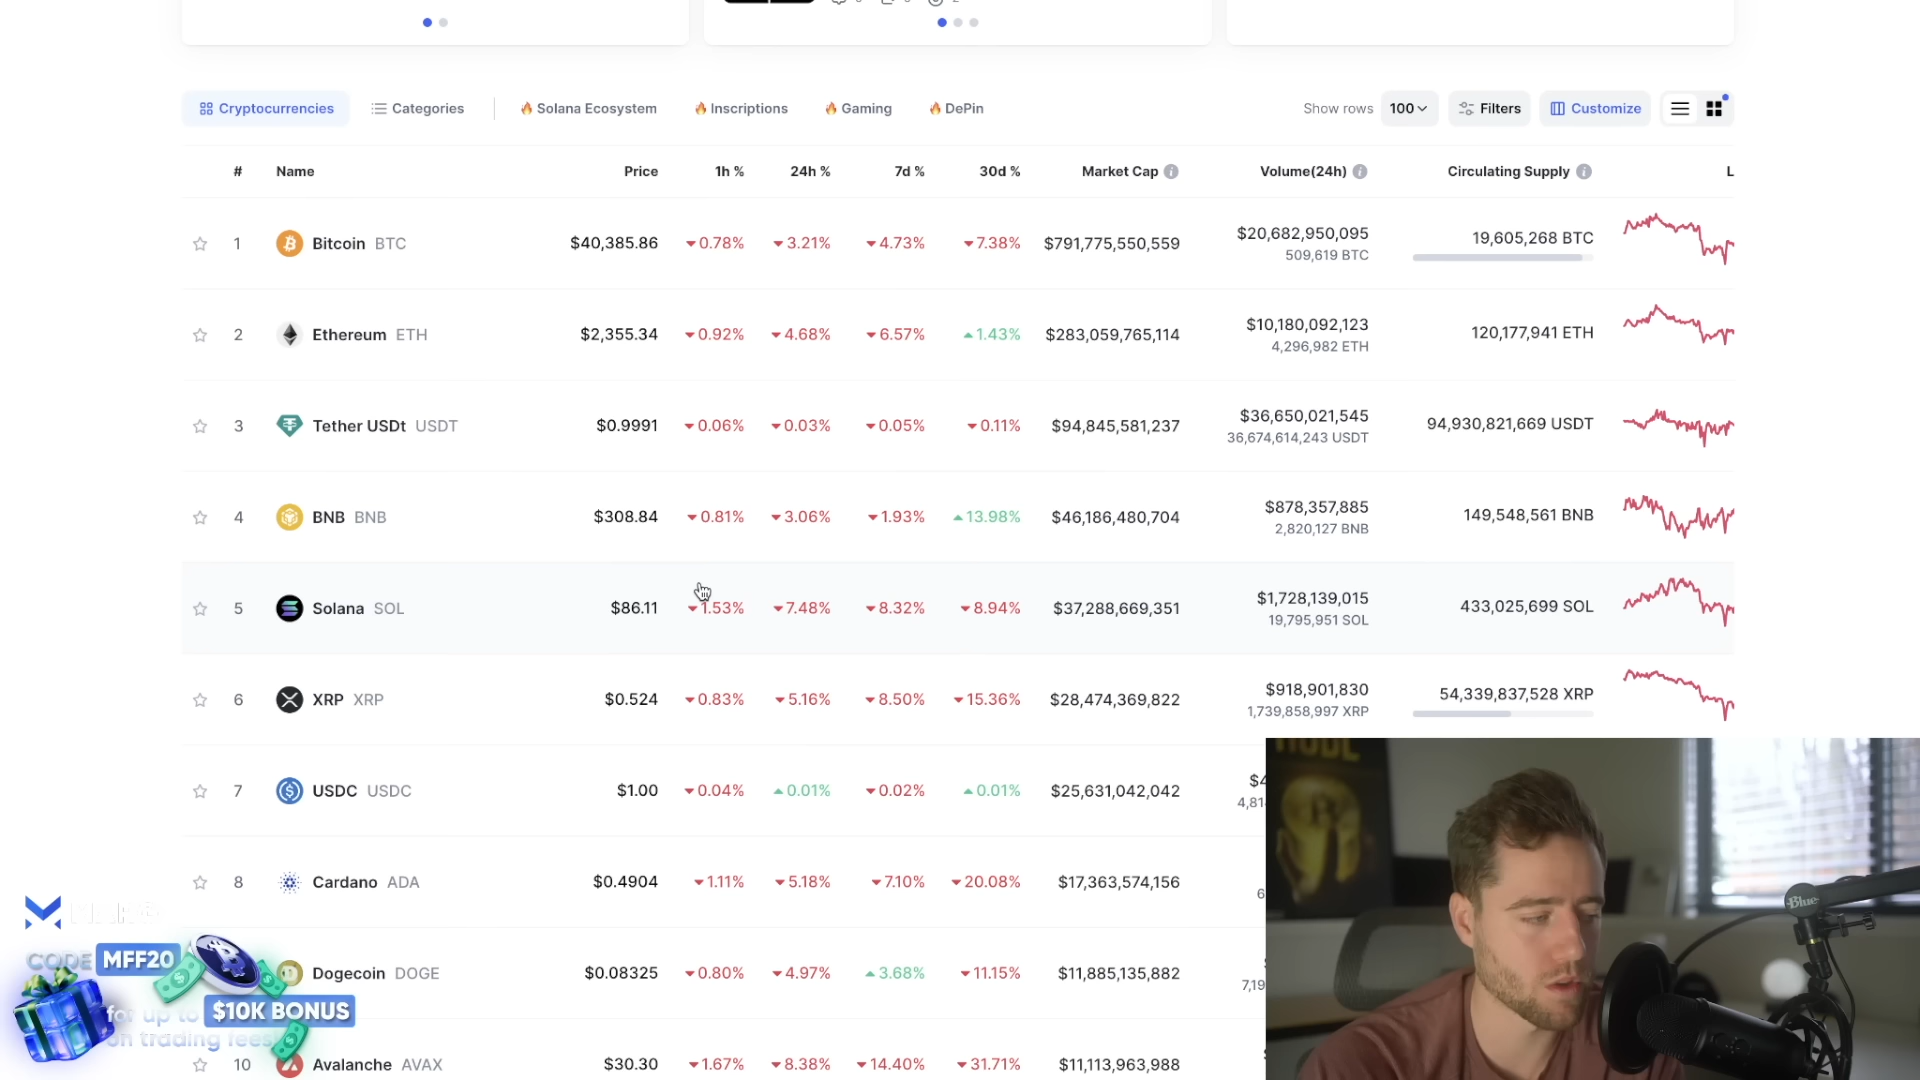 Cryptocurrencies Categories Solana Ecosystem Inscriptions Gaming DePin Show rows 100 Filters Customize
# Name Price 1h % 24h % 7d % 30d % Market Cap Volume(24h) Circulating Supply L
1 Bitcoin BTC $40,385.86 0.78% 3.21% 4.73% 7.38% $791,775,550,559 $20,682,950,095 19,605,268 BTC
509,619 BTC
2 Ethereum ETH $2,355.34 0.92% 4.68% 6.57% 1.43% $283,059,765,114 $10,180,092,123 120,177,941 ETH
4,296,982 ETH
3 Tether USDt USDT $0.9991 0.06% 0.03% 0.05% 0.11% $94,845,581,237 $36,650,021,545 94,930,821,669 USDT
36,674,614,243 USDT
4 BNB BNB $308.84 0.81% 3.06% 1.93% 13.98% $46,186,480,704 $878,357,885 149,548,561 BNB
2,820,127 BNB
5 Solana SOL $86.11 1.53% 7.48% 8.32% 8.94% $37,288,669,351 $1,728,139,015 433,025,699 SOL
19,795,951 SOL
6 XRP XRP $0.524 0.83% 5.16% 8.50% 15.36% $28,474,369,822 $918,901,830 54,339,837,528 XRP
1,739,858,997 XRP
7 USDC USDC $1.00 0.04% 0.01% 0.02% 0.01% $25,631,042,042
8 Cardano ADA $0.4904 1.11% 5.18% 7.10% 20.08% $17,363,574,156
Dogecoin DOGE $0.08325 0.80% 4.97% 3.68% 11.15% $11,885,135,882
10 Avalanche AVAX $30.30 1.67% 8.38% 14.40% 31.71% $11,113,963,988
CODE MFF20
for up to $10K BONUS
on trading fees
HODL
Blue